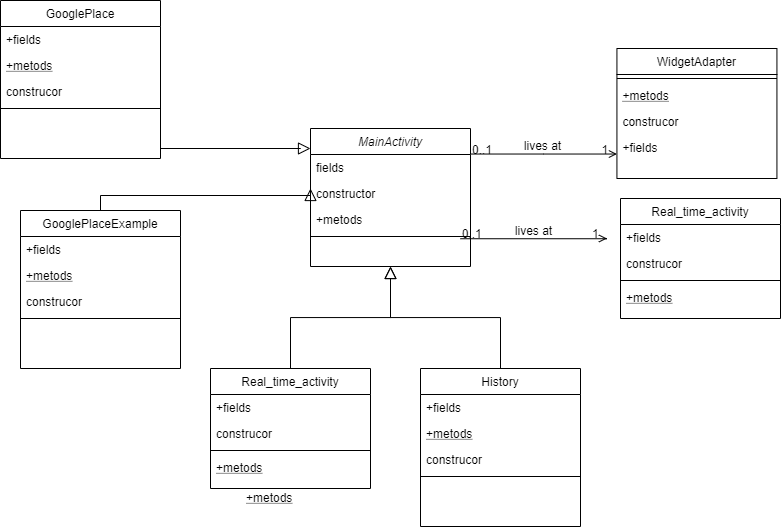 GooglePlace
+fields
+metods
construcor
WidgetAdapter
+metods
construcor
+fields
MainActivity
fields
constructor
+metods
0..1
lives at
1
0..1
lives at
1
Real_time_activity
+fields
construcor
+metods
GooglePlaceExample
+fields
+metods
construcor
Real_time_activity
+fields
construcor
+metods
+metods
History
+fields
+metods
construcor